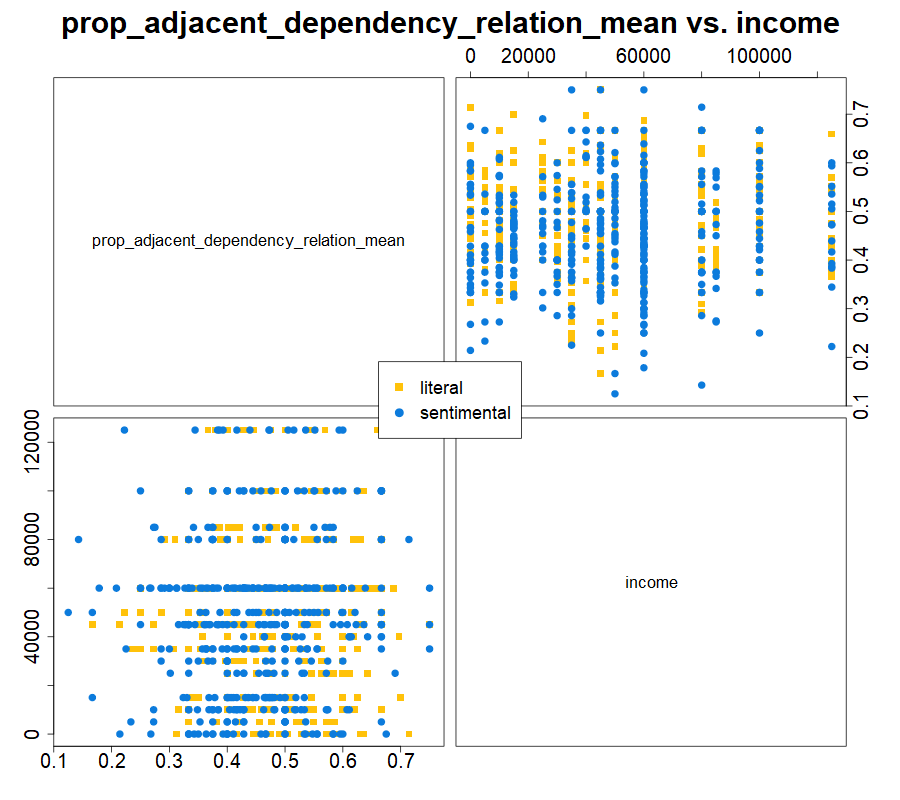 prop_adjacent_dependency_relation_mean vs. income
0 20000 60000 100000
prop_adjacent_dependency_relation_mean
0.7
0.6
0.5
0.4
0.3
0.2
0.1
literal
sentimental
120000
80000
40000
0
income
0.1 0.2 0.3 0.4 0.5 0.6 0.7